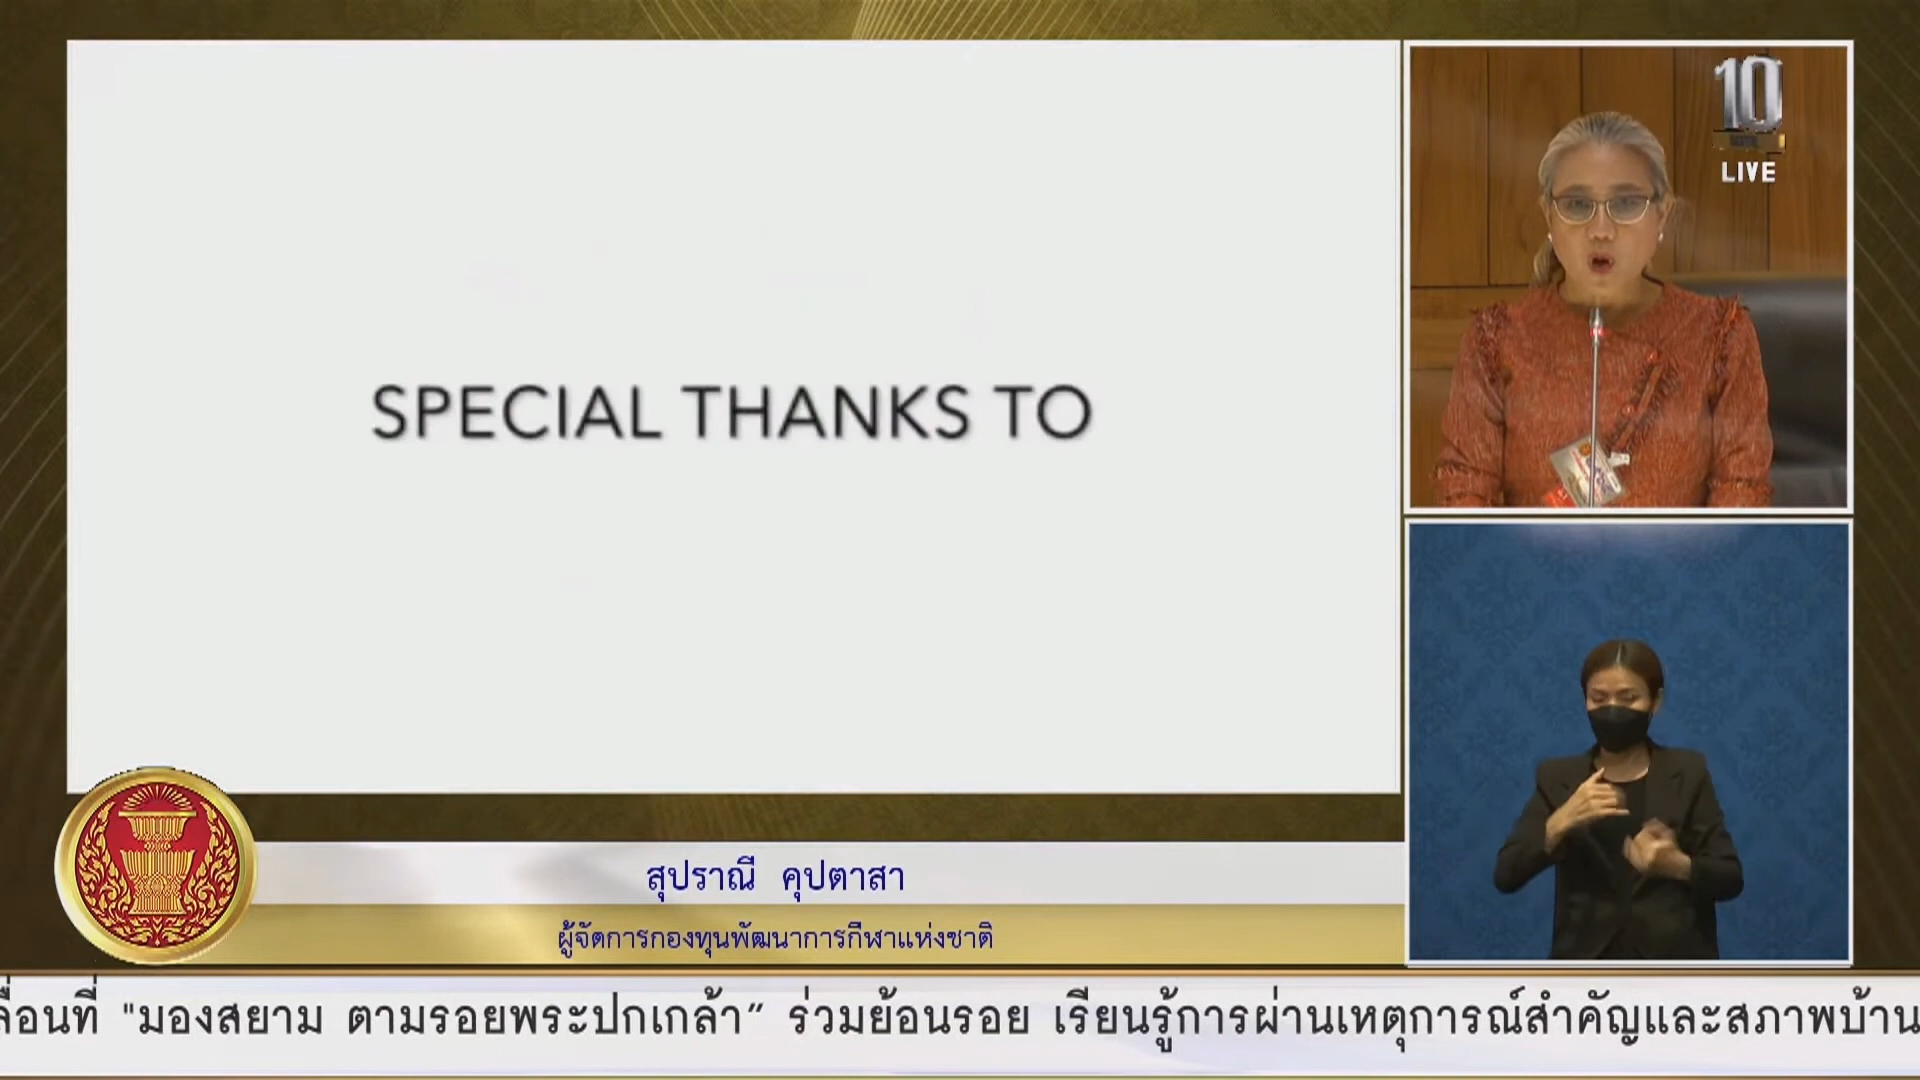 10
LIVE
SPECIAL THANKS TO
สุปราณี คุปตาสา
ผู้จัดการกองทุนพัฒนาการกีฬาแห่งชาติ
ลื่อนที่ "มองสยาม ตามรอยพระปกเกล้า" ร่วมย้อนรอย เรียนรู้การผ่านเหตุการณ์สำคัญและสภาพบ้าน